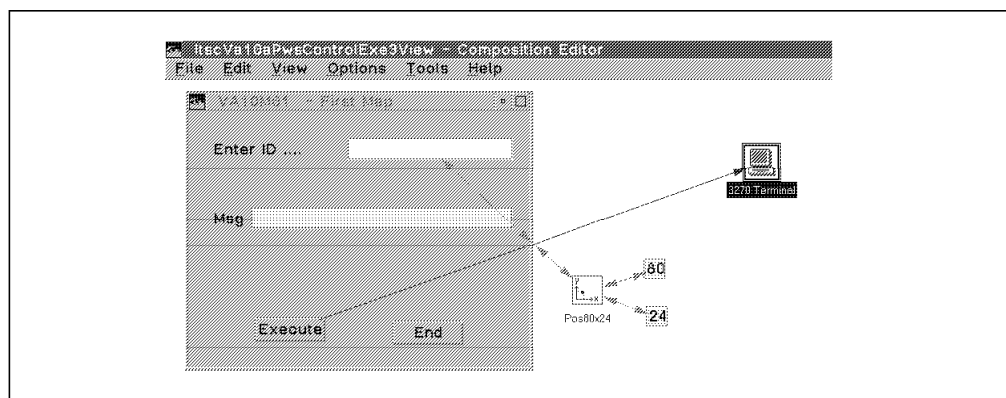 ItscVa10aPwsControlExe3View - Composition Editor
File Edit View Options Tools Help
VA10M01 - First Map
Enter ID ....
3270 Terminal
Msg
80
Pos80x24
24
Execute
End